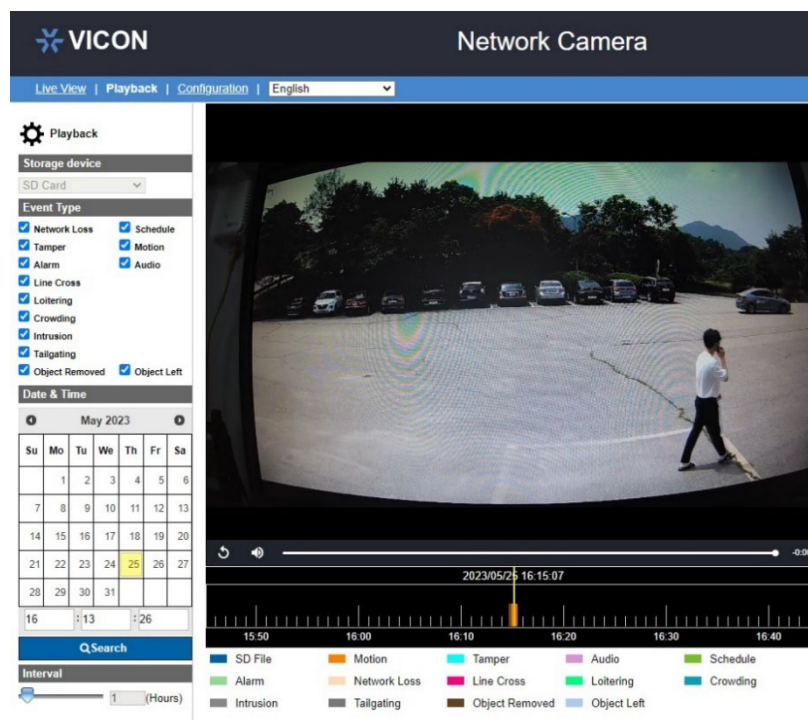 VICON
Network Camera
Live View | Playback | Configuration | English
Playback
Storage device
SD Card
Event Type
Network Loss Schedule
Tamper Motion
Alarm Audio
Line Cross
Loitering
Crowding
Intrusion
Tailgating
Object Removed Object Left
Date & Time
May 2023
Su Mo Tu We Th Fr Sa
1 2 3 4 5 6
7 8 9 10 11 12 13
14 15 16 17 18 19 20
21 22 23 24 25 26 27
28 29 30 31
16 : 13 : 26
Search
Interval
1 (Hours)
2023/05/25 16:15:07
15:50 16:00 16:10 16:20 16:30 16:40
SD File Motion Tamper Audio Schedule
Alarm Network Loss Line Cross Loitering Crowding
Intrusion Tailgating Object Removed Object Left